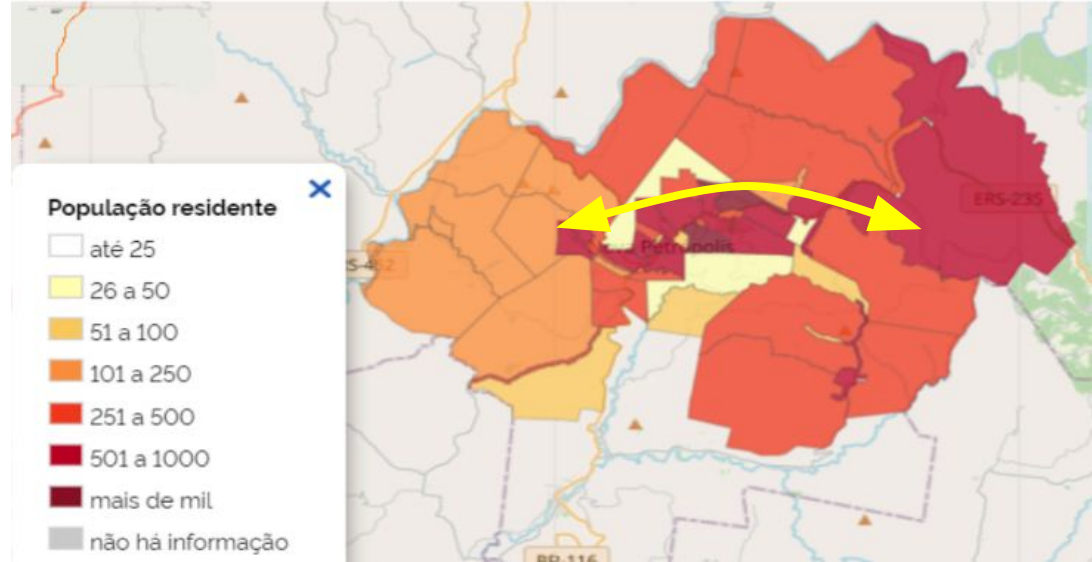 População residente
até 25
26 a 50
51 a 100
101 a 250
251 a 500
501 a 1000
mais de mil
não há informação
ERS-235
Petrópolis
BR-116